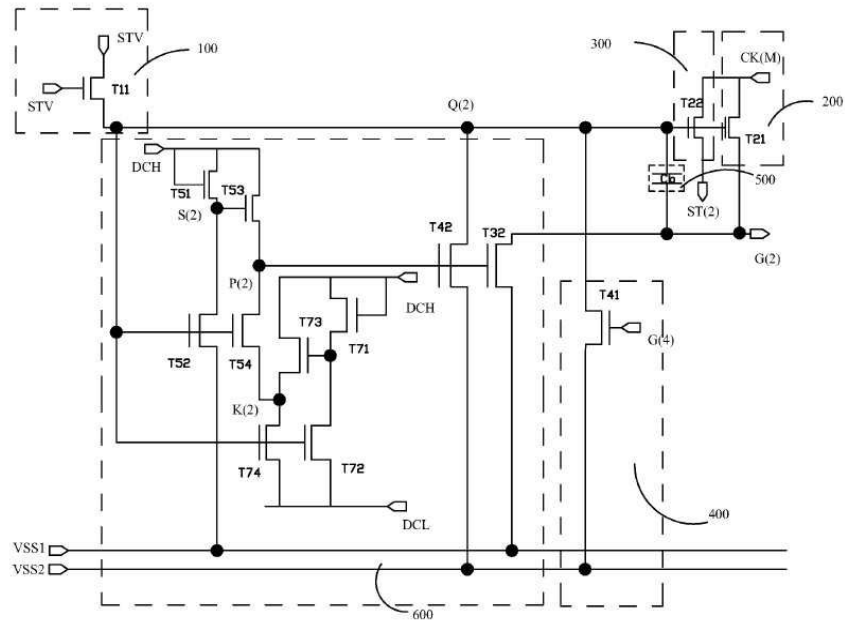 STV
100
300
CK(M)
T11
STV
Q(2)
T22
200
T21
DCH
T51
T53
Cb
500
S(2)
ST(2)
T42
T32
G(2)
P(2)
DCH
T41
T73
T71
G(4)
T52
T54
K(2)
T74
T72
400
DCL
VSS1
VSS2
600